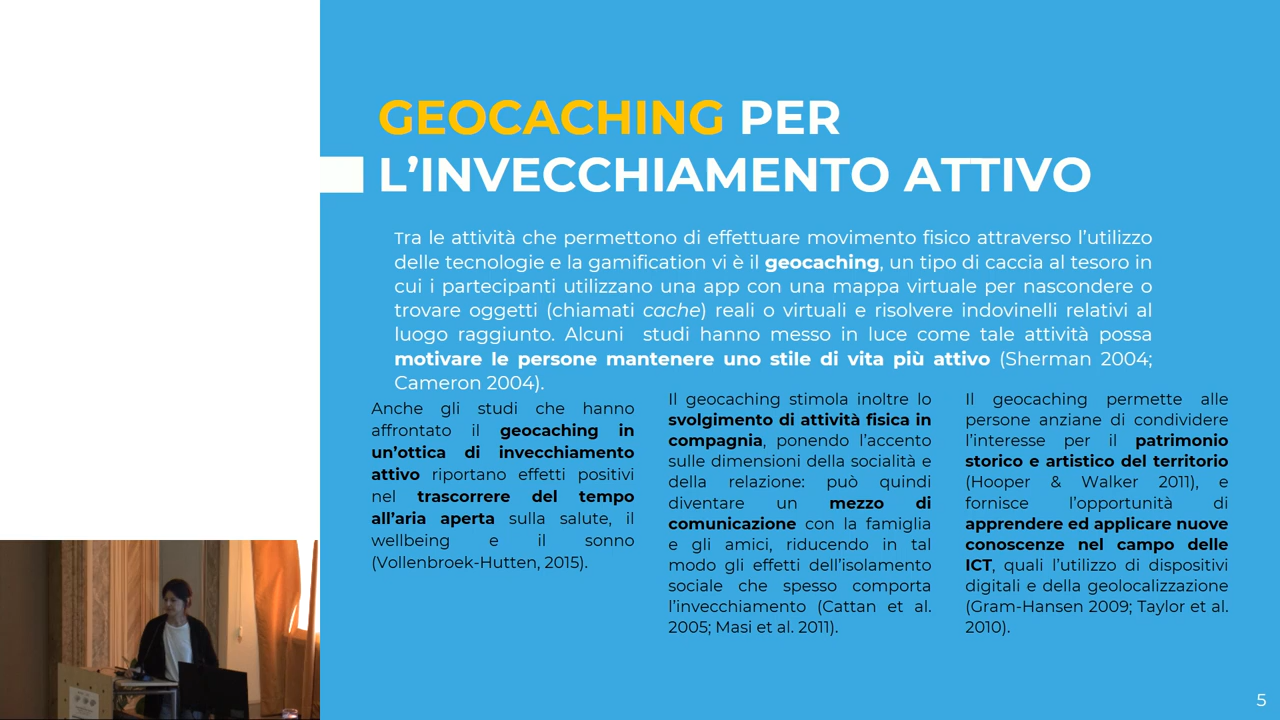 GEOCACHING PER
L'INVECCHIAMENTO ATTIVO
Tra le attività che permettono di effettuare movimento fisico attraverso l'utilizzo
delle tecnologie e la gamification vi è il geocaching, un tipo di caccia al tesoro in
cui i partecipanti utilizzano una app con una mappa virtuale per nascondere o
trovare oggetti (chiamati cache) reali o virtuali e risolvere indovinelli relativi al
luogo raggiunto. Alcuni studi hanno messo in luce come tale attività possa
motivare le persone mantenere uno stile di vita più attivo (Sherman 2004;
Cameron 2004).
Anche gli studi che hanno
affrontato il geocaching in
un'ottica di invecchiamento
attivo riportano effetti positivi
nel trascorrere del tempo
all'aria aperta sulla salute, il
wellbeing e il sonno
(Vollenbroek-Hutten, 2015).
Il geocaching stimola inoltre lo
svolgimento di attività fisica in
compagnia, ponendo l'accento
sulle dimensioni della socialità e
della relazione: può quindi
diventare un mezzo di
comunicazione con la famiglia
e gli amici, riducendo in tal
modo gli effetti dell'isolamento
sociale che spesso comporta
l'invecchiamento (Cattan et al.
2005; Masi et al. 2011).
Il geocaching permette alle
persone anziane di condividere
l'interesse per il patrimonio
storico e artistico del territorio
(Hooper & Walker 2011), e
fornisce l'opportunità di
apprendere ed applicare nuove
conoscenze nel campo delle
ICT, quali l'utilizzo di dispositivi
digitali e della geolocalizzazione
(Gram-Hansen 2009; Taylor et al.
2010).
5